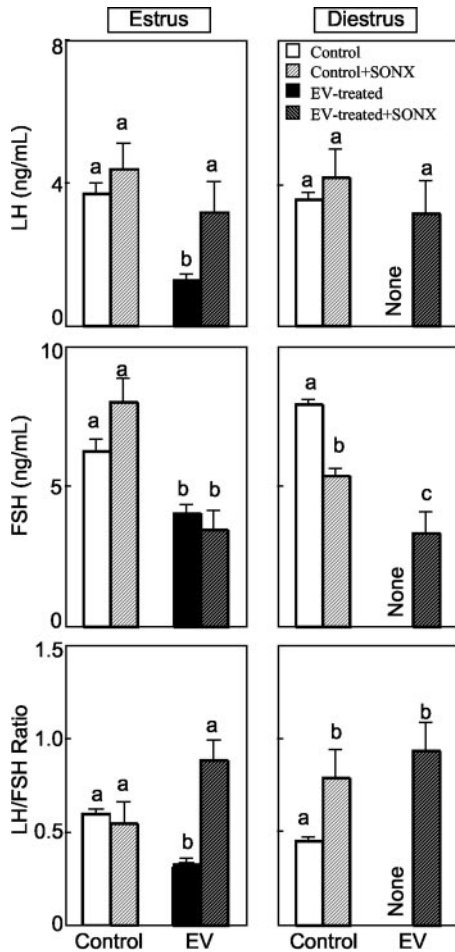 Estrus
Diestrus
8
4
0
LH (ng/mL)
a
a
b
a
Control
Control+SONX
EV-treated
EV-treated+SONX
a
a
None
a
10
5
0
FSH (ng/mL)
a
a
b
b
a
b
None
c
1.5
1.0
0.5
0
LH/FSH Ratio
a
a
b
a
a
b
None
b
Control EV
Control EV